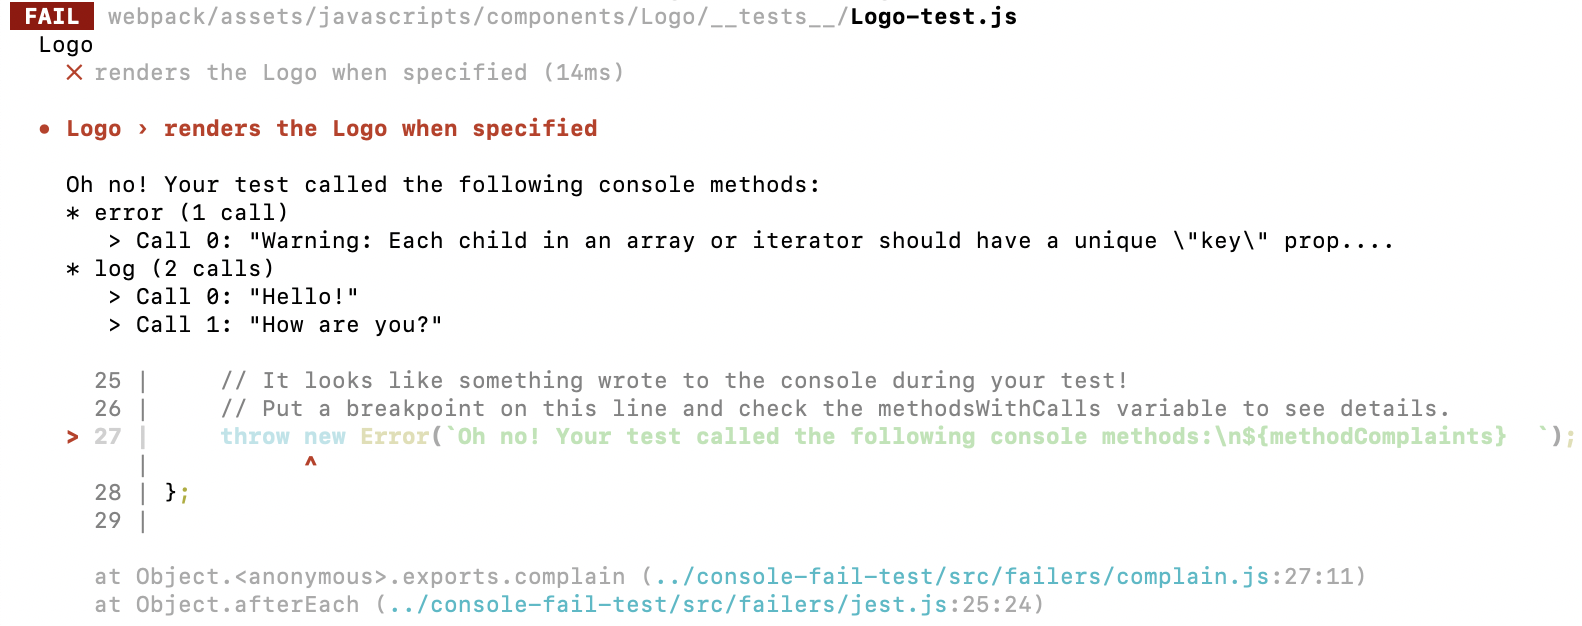 FAIL webpack/assets/javascripts/components/Logo/__tests__/Logo-test.js
Logo
✕ renders the Logo when specified (14ms)
● Logo › renders the Logo when specified
Oh no! Your test called the following console methods:
* error (1 call)
> Call 0: "Warning: Each child in an array or iterator should have a unique \"key\" prop....
* log (2 calls)
> Call 0: "Hello!"
> Call 1: "How are you?"
25 | // It looks like something wrote to the console during your test!
26 | // Put a breakpoint on this line and check the methodsWithCalls variable to see details.
> 27 | throw new Error(`Oh no! Your test called the following console methods:\n${methodComplaints}  `);
| ^
28 | };
29 |
at Object.<anonymous>.exports.complain (../console-fail-test/src/failers/complain.js:27:11)
at Object.afterEach (../console-fail-test/src/failers/jest.js:25:24)